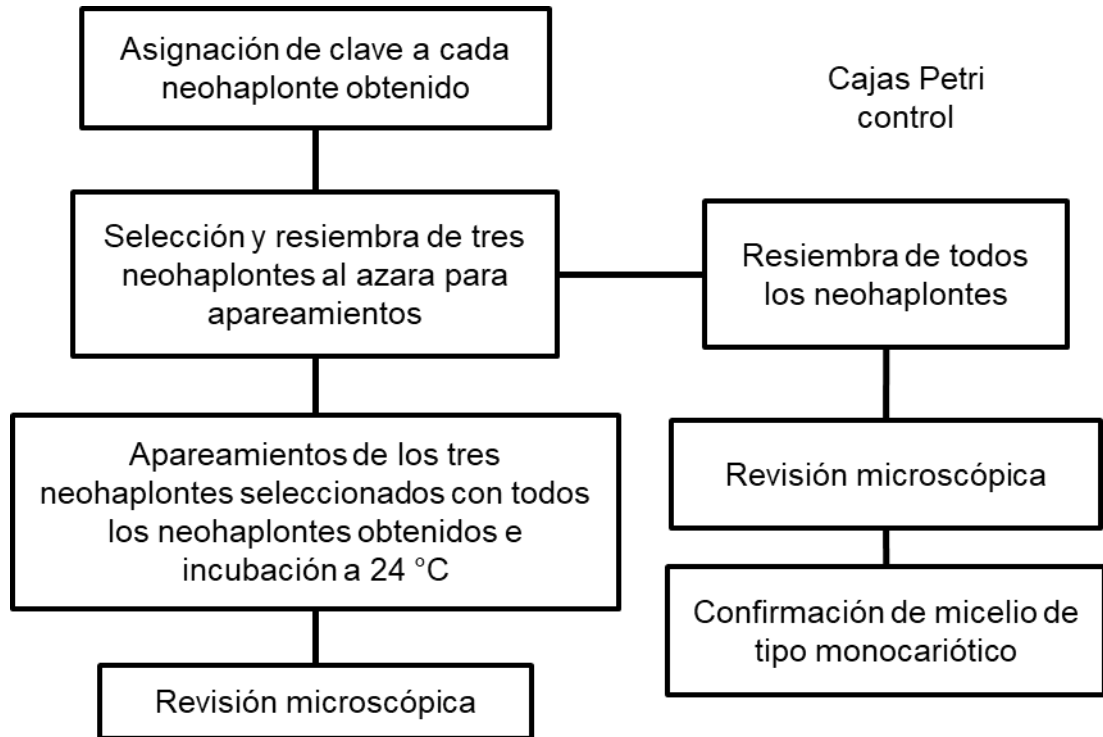 Asignación de clave a cada
neohaplonte obtenido
Cajas Petri
control
Selección y resiembra de tres
neohaplontes al azara para
apareamientos
Resiembra de todos
los neohaplontes
Apareamientos de los tres
neohaplontes seleccionados con todos
los neohaplontes obtenidos e
incubación a 24 °C
Revisión microscópica
Confirmación de micelio de
tipo monocariótico
Revisión microscópica